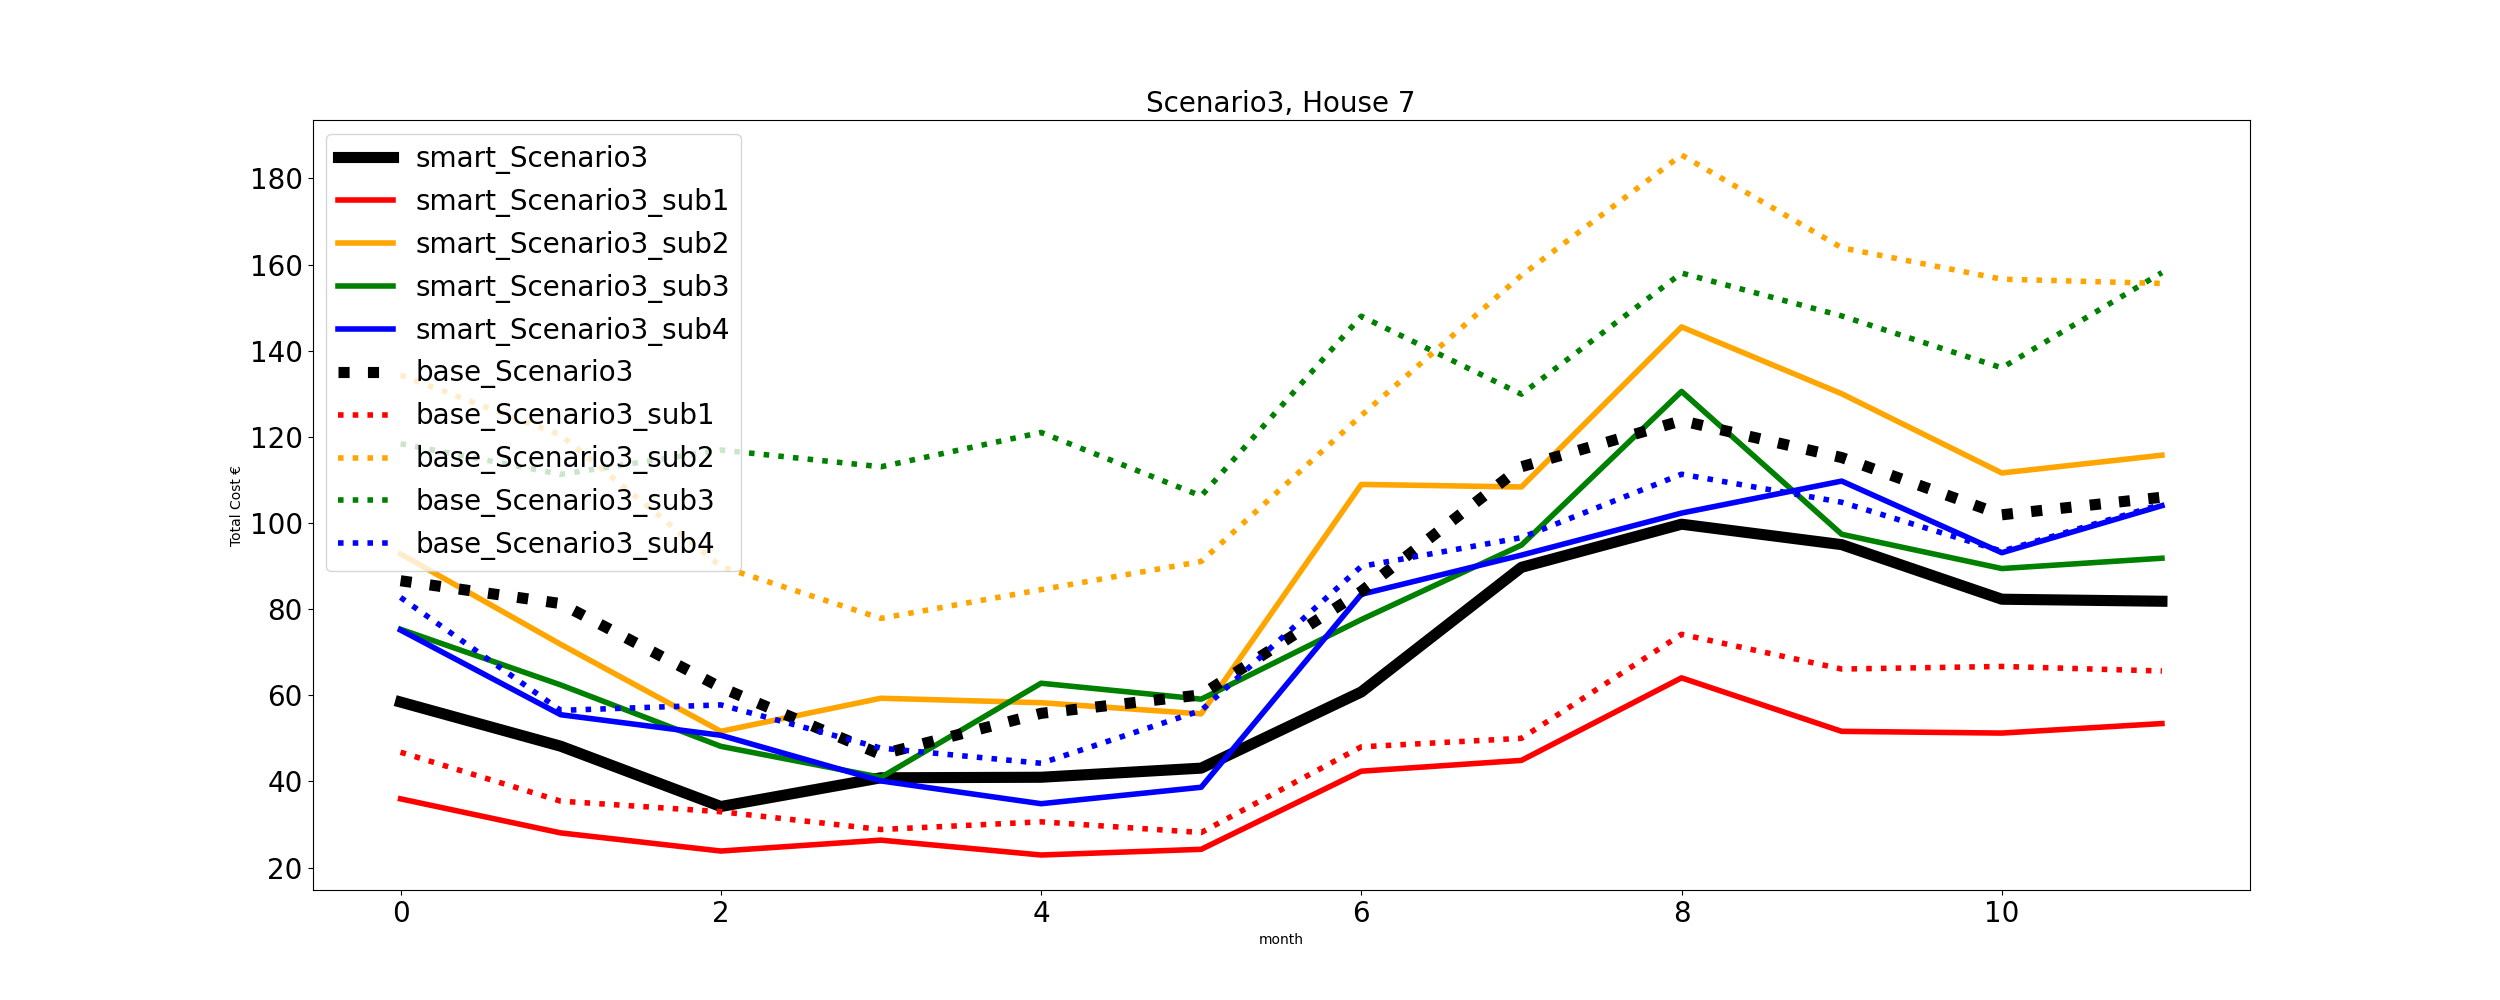 Scenario3, House 7
smart_Scenario3
smart_Scenario3_sub1
smart_Scenario3_sub2
smart_Scenario3_sub3
smart_Scenario3_sub4
base_Scenario3
base_Scenario3_sub1
base_Scenario3_sub2
base_Scenario3_sub3
base_Scenario3_sub4
180
160
140
120
100
80
60
40
20
Total Cost €
0 2 4 6 8 10
month